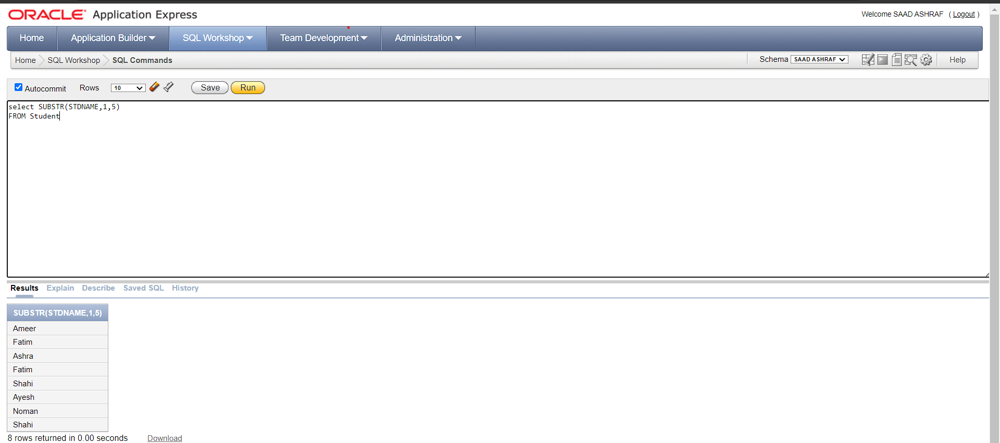 ORACLE Application Express
Welcome SAAD ASHRAF ( Logout )
Home Application Builder SQL Workshop Team Development Administration
Home SQL Workshop SQL Commands Schema SAAD ASHRAF Help
Autocommit Rows 10 Save Run
select SUBSTR(STDNAME,1,5)
FROM Student
Results Explain Describe Saved SQL History
SUBSTR(STDNAME,1,5)
Ameer
Fatim
Ashra
Fatim
Shahi
Ayesh
Noman
Shahi
8 rows returned in 0.00 seconds Download